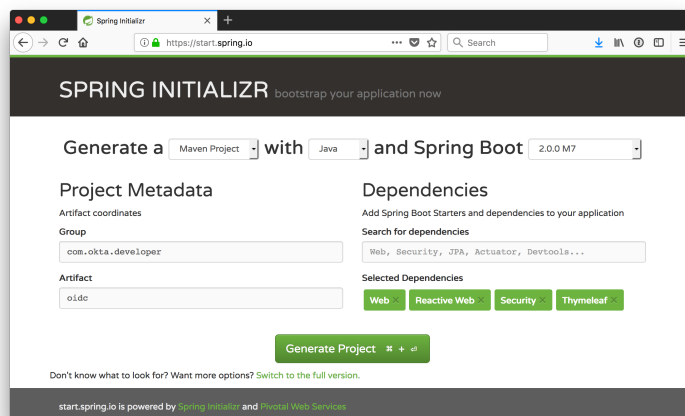 Spring Initializr
https://start.spring.io
Search
SPRING INITIALIZR bootstrap your application now
Generate a Maven Project with Java and Spring Boot 2.0.0 M7
Project Metadata
Artifact coordinates
Group
com.okta.developer
Artifact
oidc
Dependencies
Add Spring Boot Starters and dependencies to your application
Search for dependencies
Web, Security, JPA, Actuator, Devtools...
Selected Dependencies
Web × Reactive Web × Security × Thymeleaf ×
Generate Project ⌘ + ⏎
Don't know what to look for? Want more options? Switch to the full version.
start.spring.io is powered by Spring Initializr and Pivotal Web Services